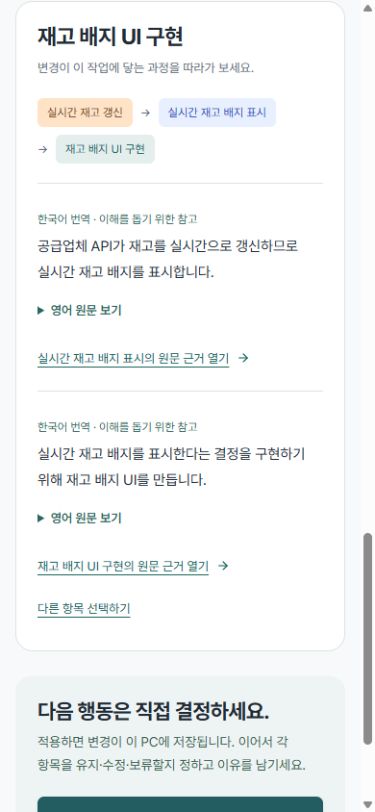 재고 배지 UI 구현
변경이 이 작업에 닿는 과정을 따라가 보세요.
실시간 재고 갱신 → 실시간 재고 배지 표시
→ 재고 배지 UI 구현
한국어 번역 · 이해를 돕기 위한 참고
공급업체 API가 재고를 실시간으로 갱신하므로
실시간 재고 배지를 표시합니다.
▶ 영어 원문 보기
실시간 재고 배지 표시의 원문 근거 열기 →
한국어 번역 · 이해를 돕기 위한 참고
실시간 재고 배지를 표시한다는 결정을 구현하기
위해 재고 배지 UI를 만듭니다.
▶ 영어 원문 보기
재고 배지 UI 구현의 원문 근거 열기 →
다른 항목 선택하기
다음 행동은 직접 결정하세요.
적용하면 변경이 이 PC에 저장됩니다. 이어서 각
항목을 유지·수정·보류할지 정하고 이유를 남기세요.